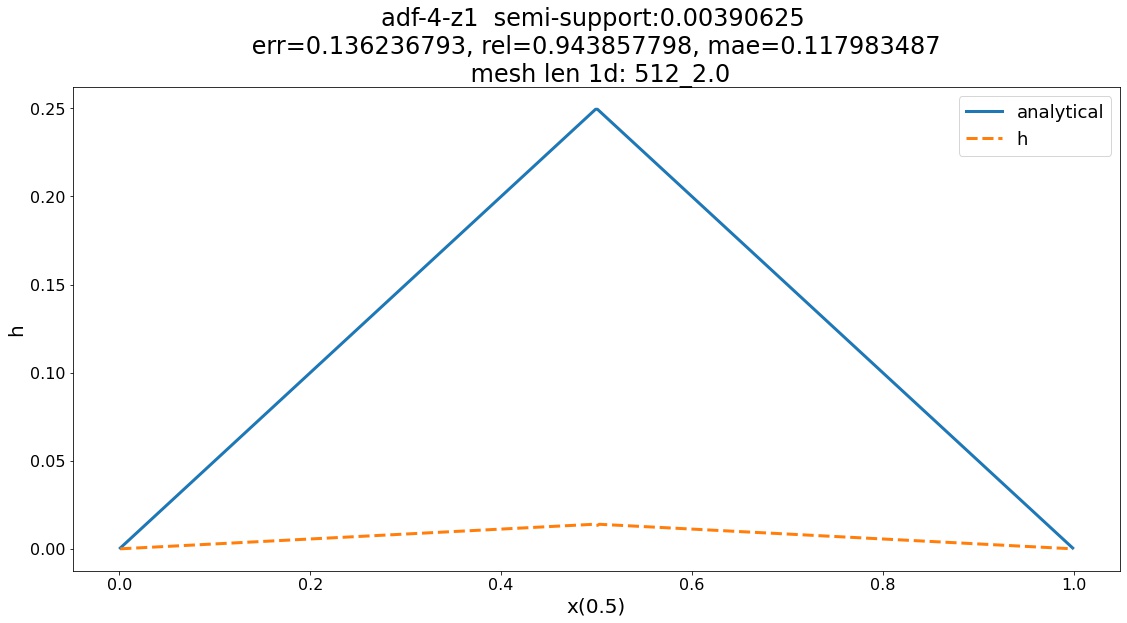 adf-4-z1  semi-support:0.00390625
err=0.136236793, rel=0.943857798, mae=0.117983487
mesh len 1d: 512_2.0
analytical
h
0.25
0.20
0.15
0.10
0.05
0.00
h
0.0 0.2 0.4 0.6 0.8 1.0
x(0.5)